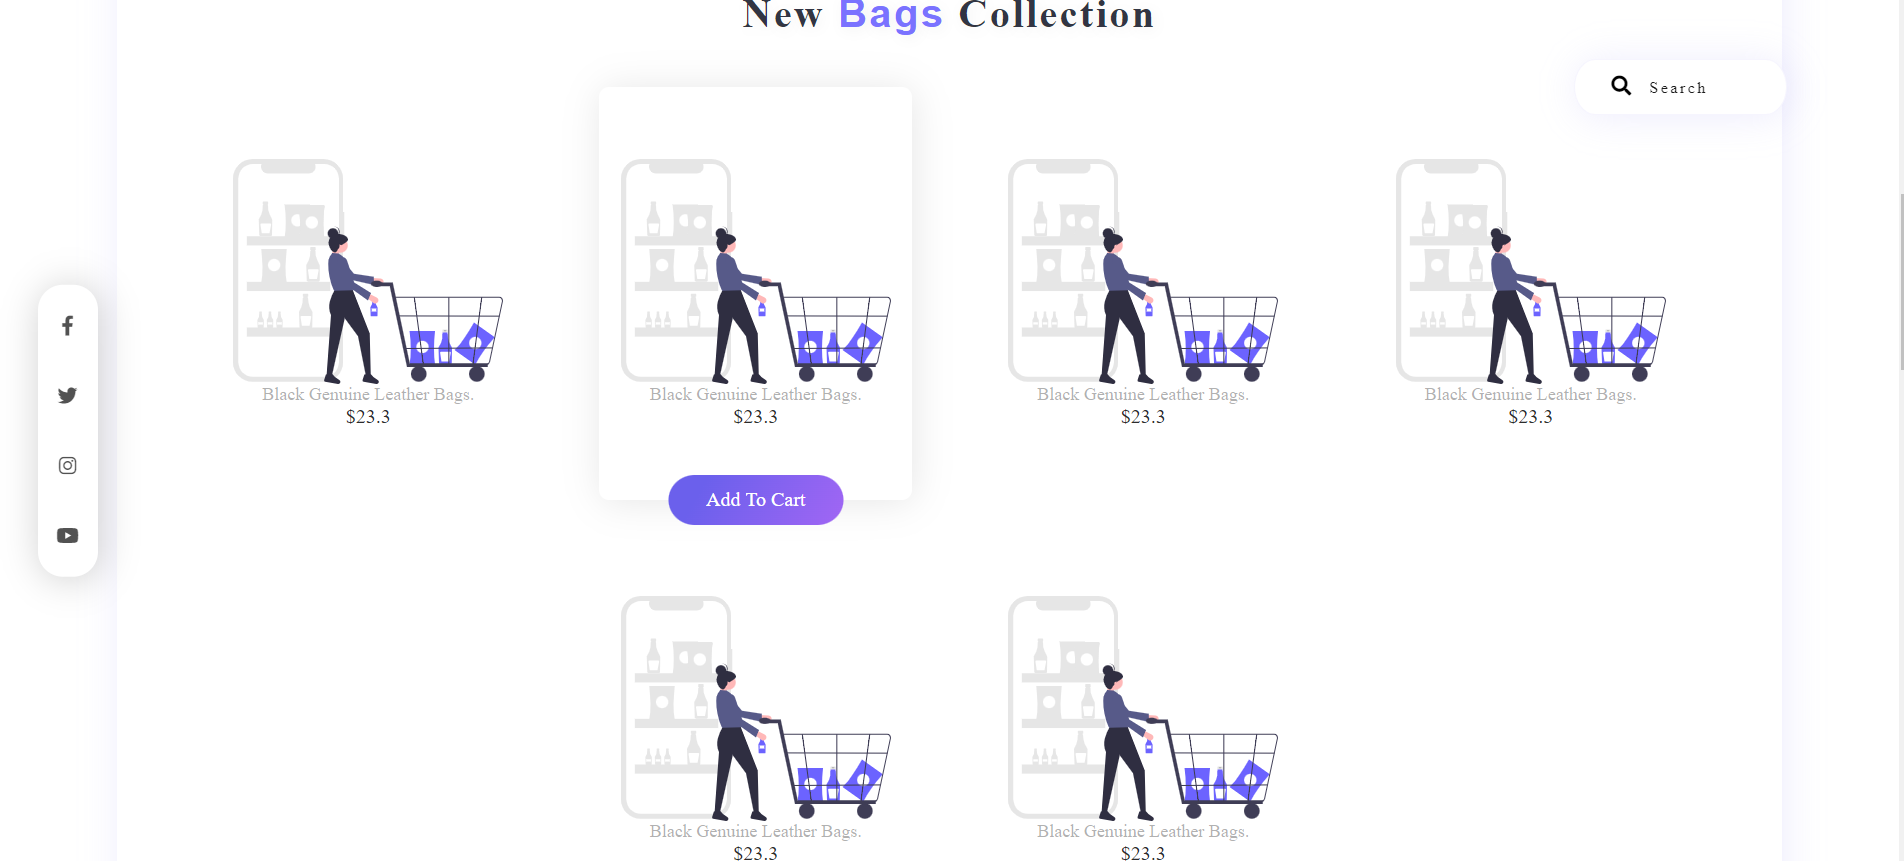 New Bags Collection
Search
Black Genuine Leather Bags.
$23.3
Black Genuine Leather Bags.
$23.3
Add To Cart
Black Genuine Leather Bags.
$23.3
Black Genuine Leather Bags.
$23.3
Black Genuine Leather Bags.
$23.3
Black Genuine Leather Bags.
$23.3